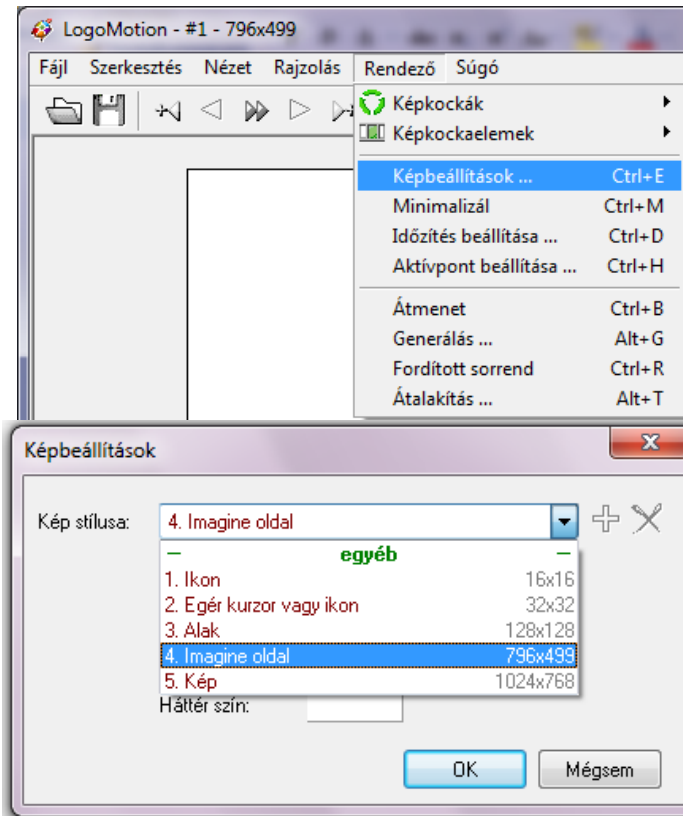 LogoMotion - #1 - 796x499
Fájl Szerkesztés Nézet Rajzolás Rendező Súgó
Képkockák
Képkockaelemek
Képbeállítások ... Ctrl+E
Minimalizál Ctrl+M
Időzítés beállítása ... Ctrl+D
Aktívpont beállítása ... Ctrl+H
Átmenet Ctrl+B
Generálás ... Alt+G
Fordított sorrend Ctrl+R
Átalakítás ... Alt+T
Képbeállítások
Kép stílusa: 4. Imagine oldal
— egyéb —
1. Ikon 16x16
2. Egér kurzor vagy ikon 32x32
3. Alak 128x128
4. Imagine oldal 796x499
5. Kép 1024x768
Háttér szín:
OK Mégsem